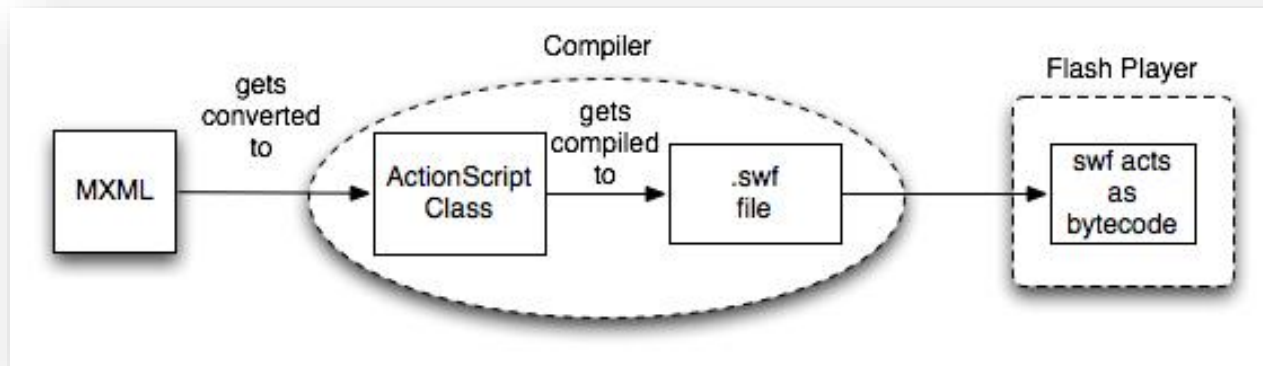 Compiler
Flash Player
gets
converted
to
gets
compiled
to
MXML
ActionScript
Class
.swf
file
swf acts
as
bytecode